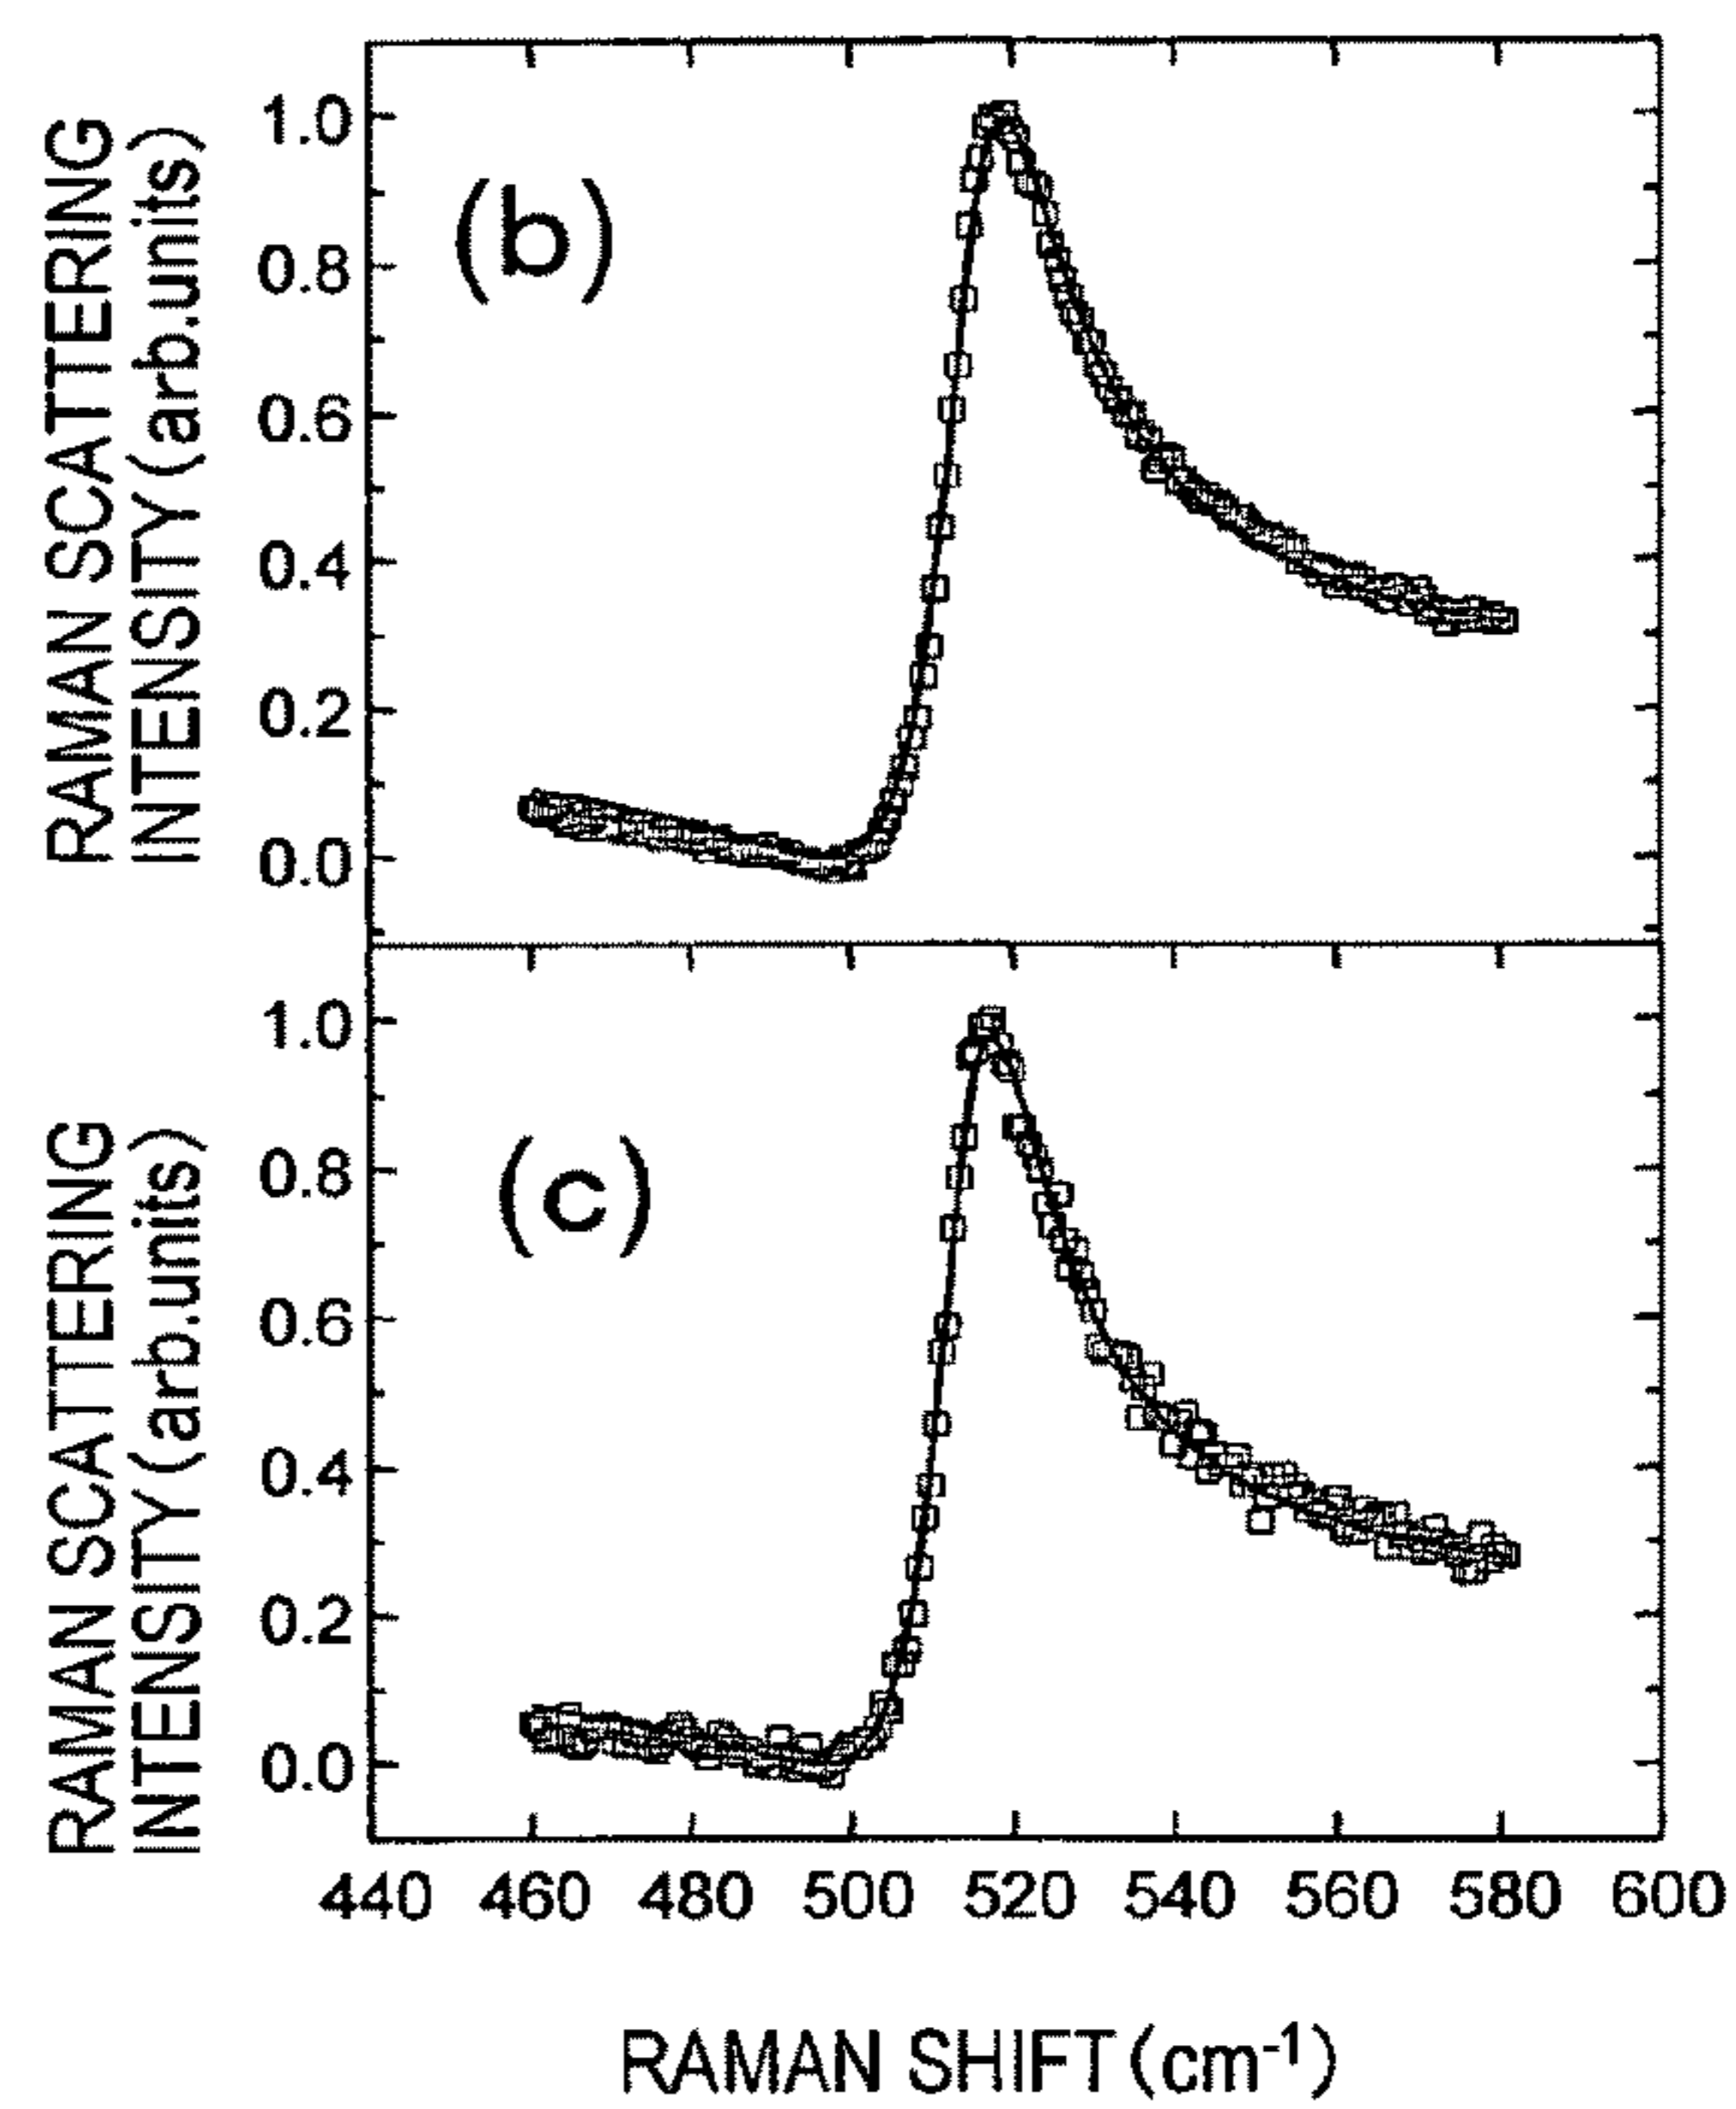 RAMAN SCATTERING
INTENSITY (arb.units)
1.0
0.8
0.6
0.4
0.2
0.0
(b)
RAMAN SCATTERING
INTENSITY (arb.units)
1.0
0.8
0.6
0.4
0.2
0.0
(c)
440 460 480 500 520 540 560 580 600
RAMAN SHIFT (cm⁻¹)